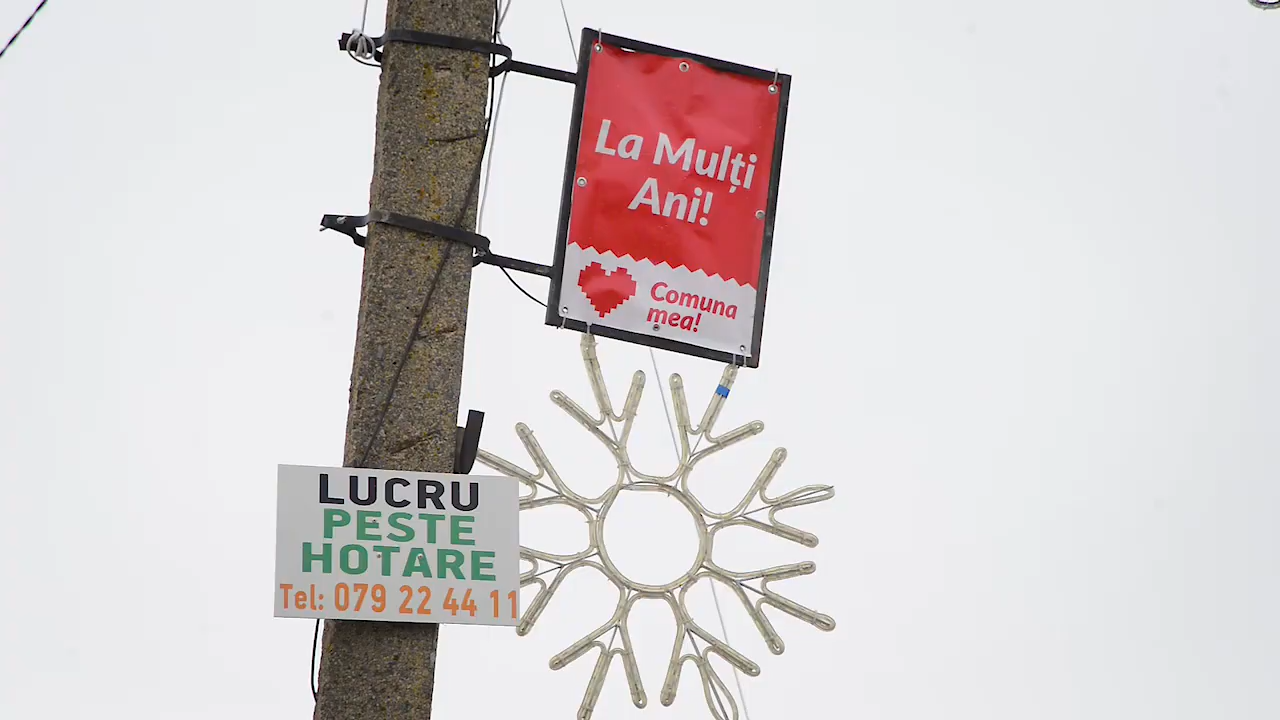 La Mulți
Ani!
Comuna
mea!
LUCRU
PESTE
HOTARE
Tel: 079 22 44 11